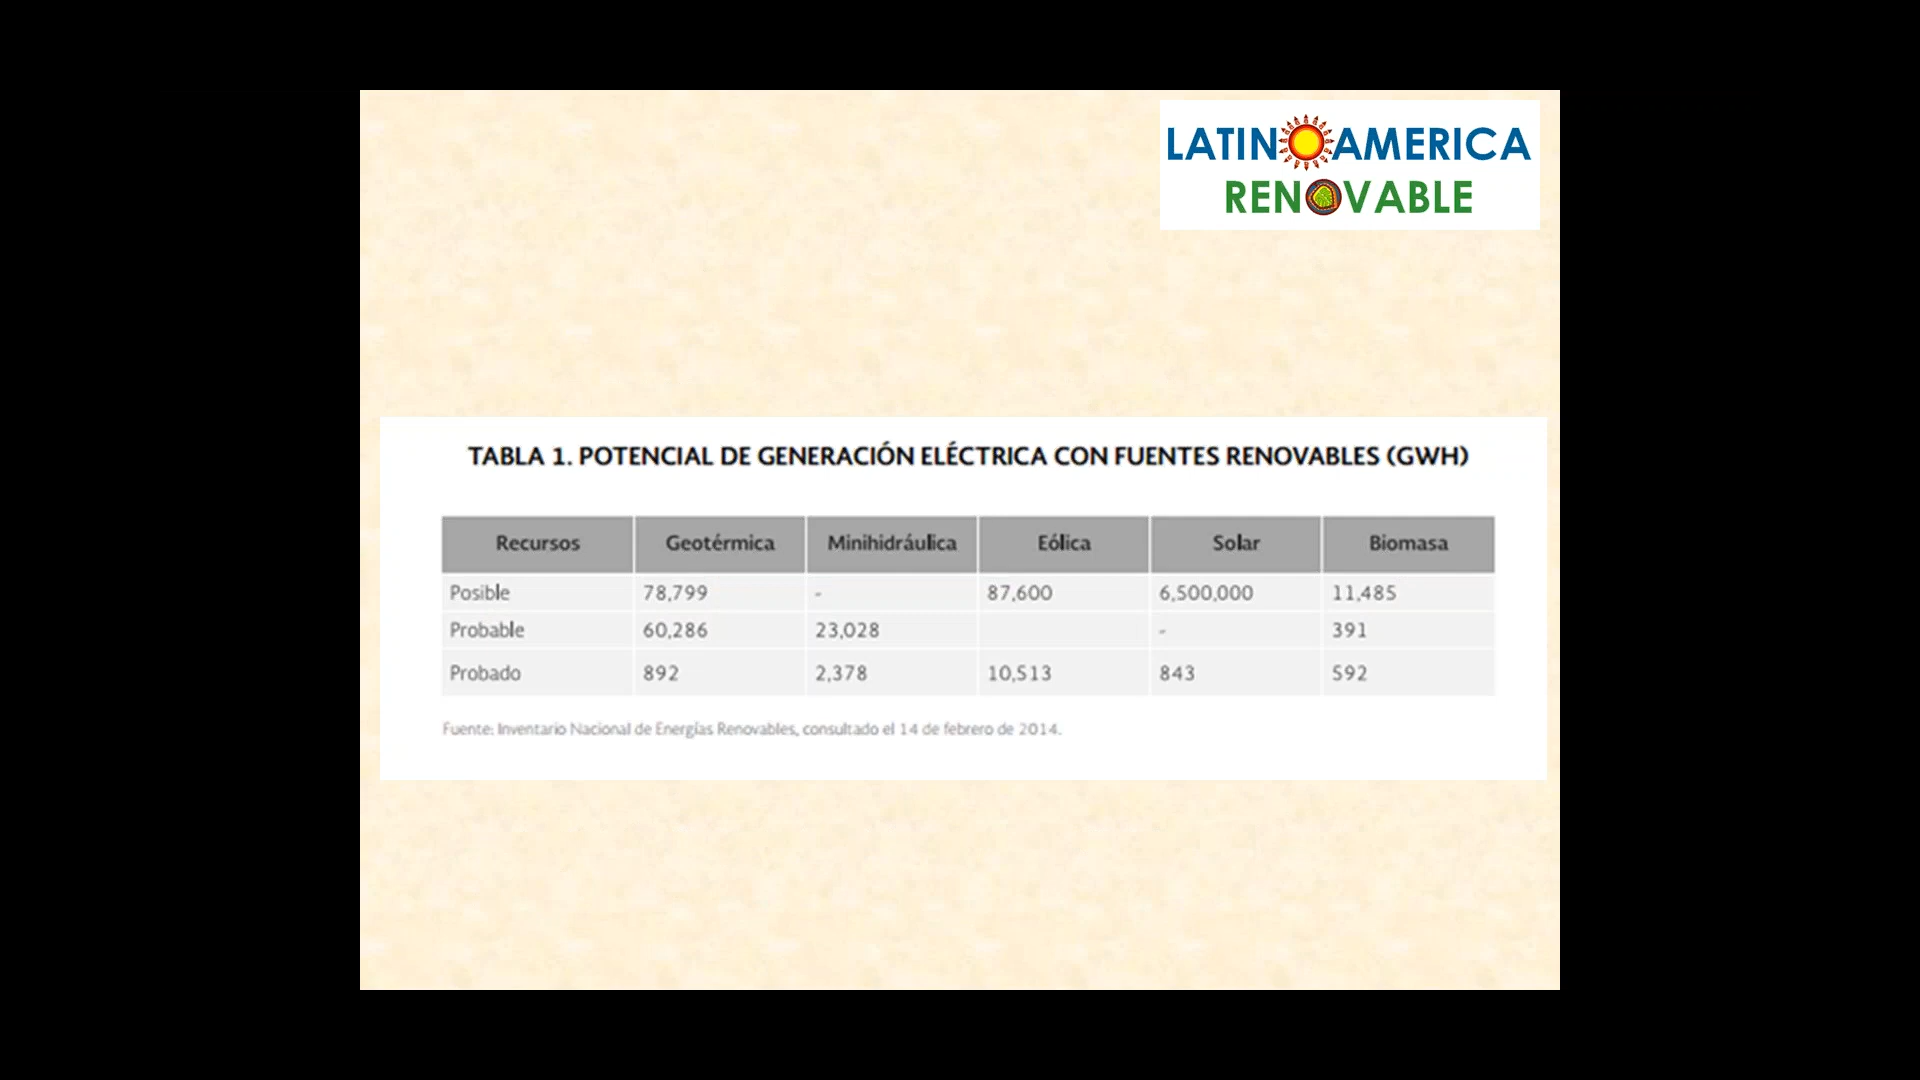 LATINOAMERICA
RENOVABLE
TABLA 1. POTENCIAL DE GENERACIÓN ELÉCTRICA CON FUENTES RENOVABLES (GWH)
Recursos Geotérmica Minihidráulica Eólica Solar Biomasa
Posible 78,799 - 87,600 6,500,000 11,485
Probable 60,286 23,028 - 391
Probado 892 2,378 10,513 843 592
Fuente: Inventario Nacional de Energías Renovables, consultado el 14 de febrero de 2014.